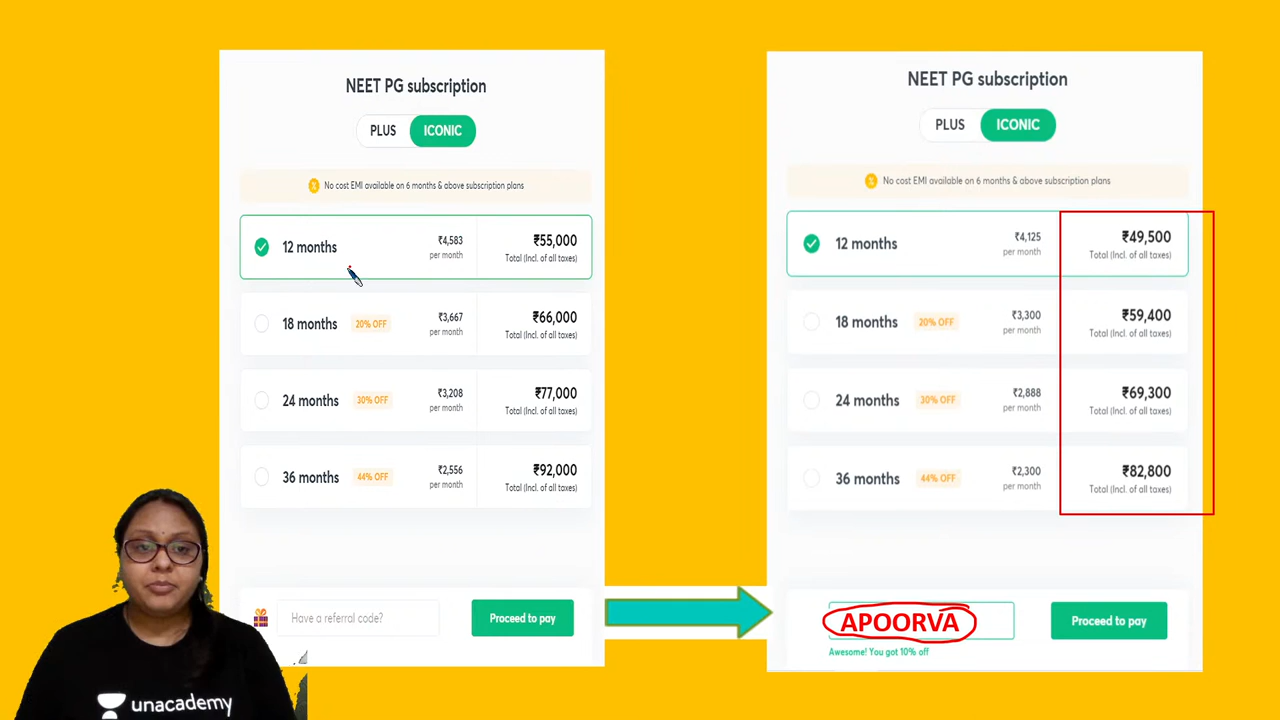 NEET PG subscription
PLUS ICONIC
No cost EMI available on 6 months & above subscription plans
12 months ₹4,583 per month ₹55,000 Total (Incl. of all taxes)
18 months 20% OFF ₹3,667 per month ₹66,000 Total (Incl. of all taxes)
24 months 30% OFF ₹3,208 per month ₹77,000 Total (Incl. of all taxes)
36 months 44% OFF ₹2,556 per month ₹92,000 Total (Incl. of all taxes)
Have a referral code? Proceed to pay
NEET PG subscription
PLUS ICONIC
No cost EMI available on 6 months & above subscription plans
12 months ₹4,125 per month ₹49,500 Total (Incl. of all taxes)
18 months 20% OFF ₹3,300 per month ₹59,400 Total (Incl. of all taxes)
24 months 30% OFF ₹2,888 per month ₹69,300 Total (Incl. of all taxes)
36 months 44% OFF ₹2,300 per month ₹82,800 Total (Incl. of all taxes)
APOORVA Proceed to pay
Awesome! You got 10% off
unacademy